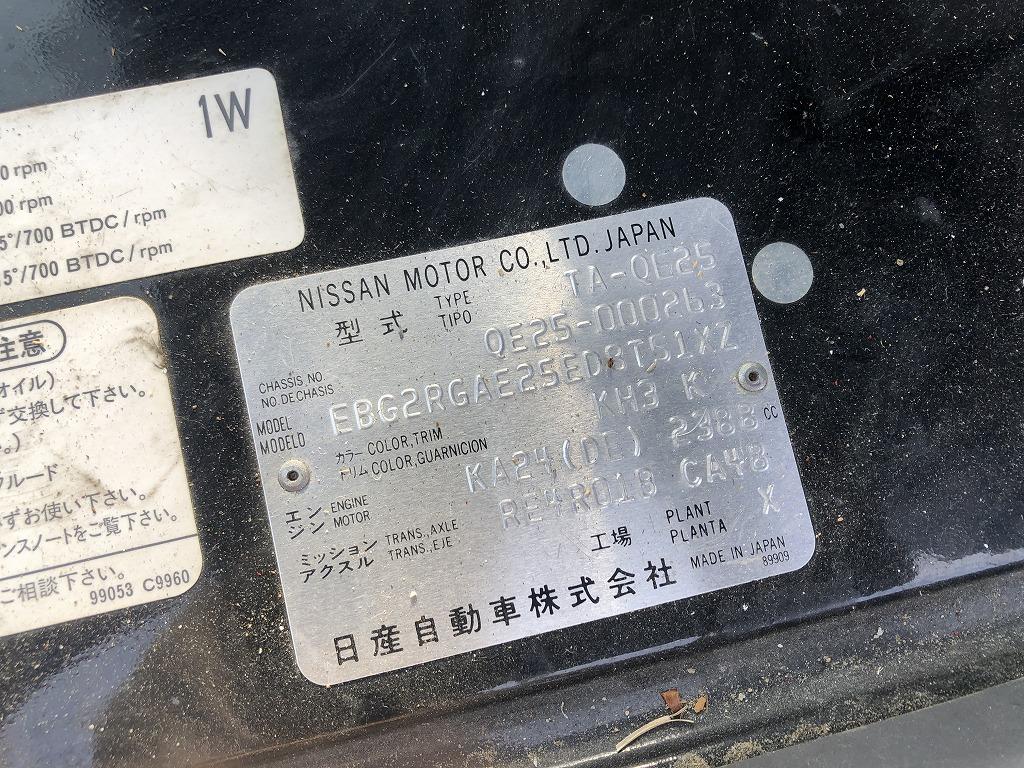 1W
0 rpm
00 rpm
5°/700 BTDC/rpm
15°/700 BTDC/rpm
注意
オイル)
交換して下さい。
フルード
ずお使い下さい。
ンスノートをご覧下さい。
ご相談下さい。
99053 C9960
NISSAN MOTOR CO.,LTD.JAPAN
型式 TYPE TIPO TA-QE25
CHASSIS NO. NO. DE CHASIS QE25-000263
MODEL MODELO EBG2RGAE25ED8T51XZ
カラー COLOR,TRIM トリム COLOR,GUARNICION KH3 K
エンジン ENGINE MOTOR KA24(DE) 2388 CC
ミッション アクスル TRANS.,AXLE TRANS.,EJE RE4R01B CA48
工場 PLANT PLANTA X
日産自動車株式会社 MADE IN JAPAN
89909